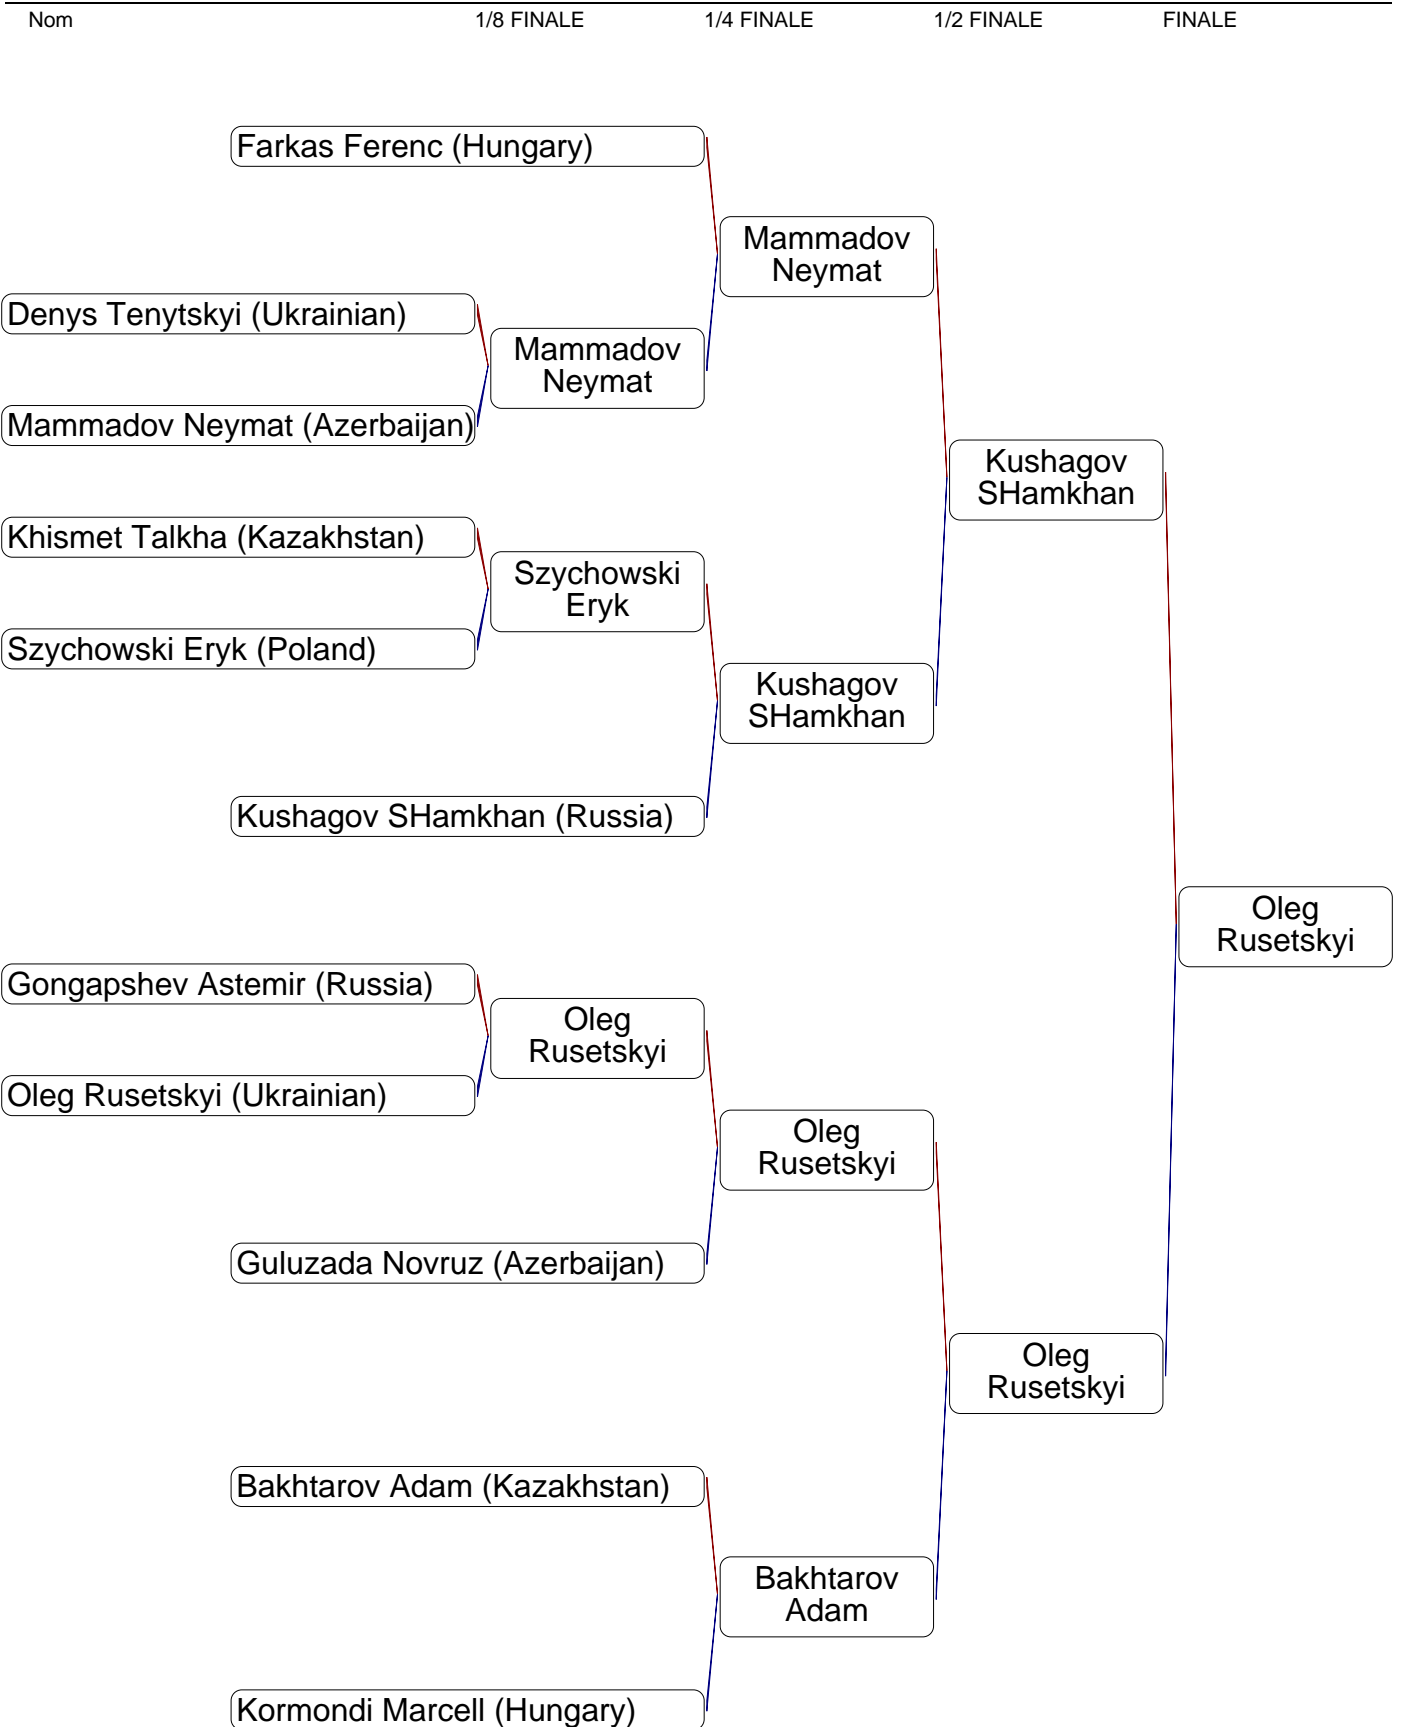 Nom 1/8 FINALE 1/4 FINALE 1/2 FINALE FINALE
Farkas Ferenc (Hungary)
Mammadov
Neymat
Denys Tenytskyi (Ukrainian)
Mammadov
Neymat
Mammadov Neymat (Azerbaijan)
Kushagov
SHamkhan
Khismet Talkha (Kazakhstan)
Szychowski
Eryk
Szychowski Eryk (Poland)
Kushagov
SHamkhan
Kushagov SHamkhan (Russia)
Oleg
Rusetskyi
Gongapshev Astemir (Russia)
Oleg
Rusetskyi
Oleg Rusetskyi (Ukrainian)
Oleg
Rusetskyi
Guluzada Novruz (Azerbaijan)
Oleg
Rusetskyi
Bakhtarov Adam (Kazakhstan)
Bakhtarov
Adam
Kormondi Marcell (Hungary)